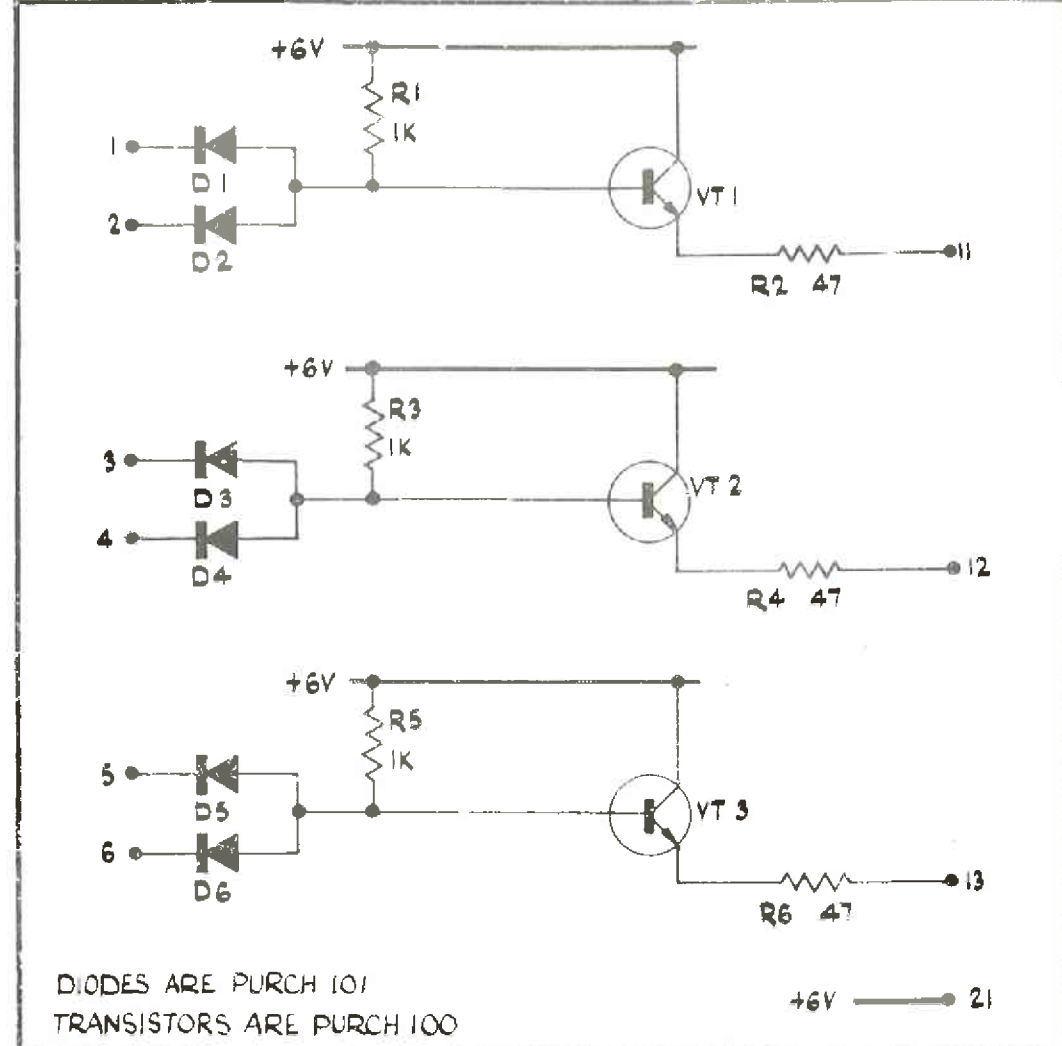 +6V
R1
1K
1
D1
2
D2
VT1
R2 47
11
+6V
R3
1K
3
D3
4
D4
VT2
R4 47
12
+6V
R5
1K
5
D5
6
D6
VT3
R6 47
13
DIODES ARE PURCH 101
TRANSISTORS ARE PURCH 100
+6V
21